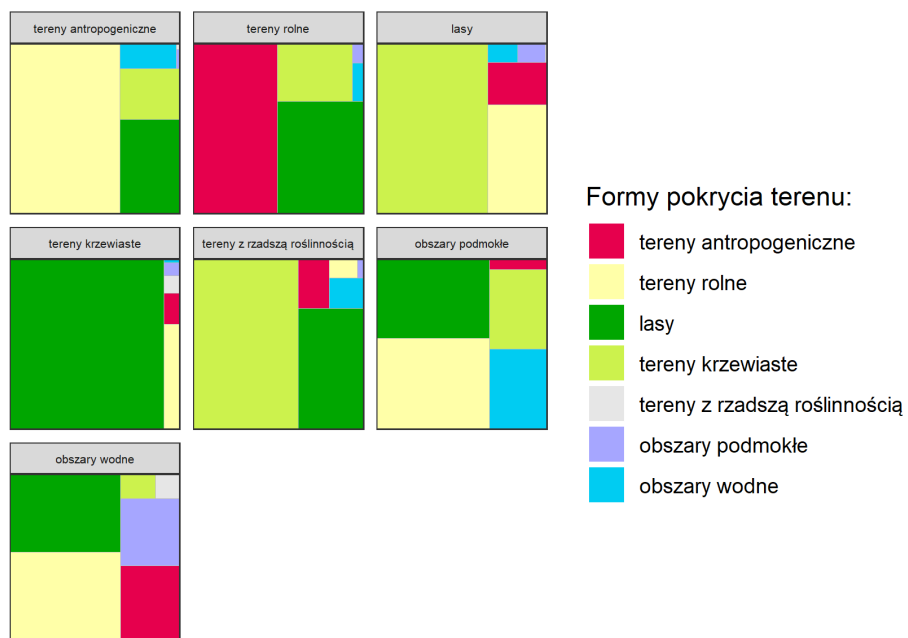 tereny antropogeniczne
tereny rolne
lasy
tereny krzewiaste
tereny z rzadszą roślinnością
obszary podmokłe
obszary wodne
Formy pokrycia terenu:
tereny antropogeniczne
tereny rolne
lasy
tereny krzewiaste
tereny z rzadszą roślinnością
obszary podmokłe
obszary wodne